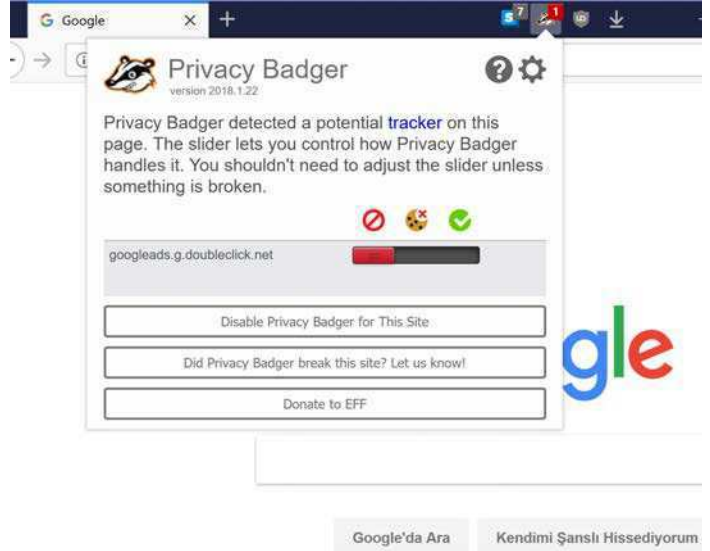 Google
7
1
Privacy Badger
version 2018.1.22
Privacy Badger detected a potential tracker on this
page. The slider lets you control how Privacy Badger
handles it. You shouldn't need to adjust the slider unless
something is broken.
googleads.g.doubleclick.net
Disable Privacy Badger for This Site
Did Privacy Badger break this site? Let us know!
Donate to EFF
gle
Google'da Ara
Kendimi Şanslı Hissediyorum